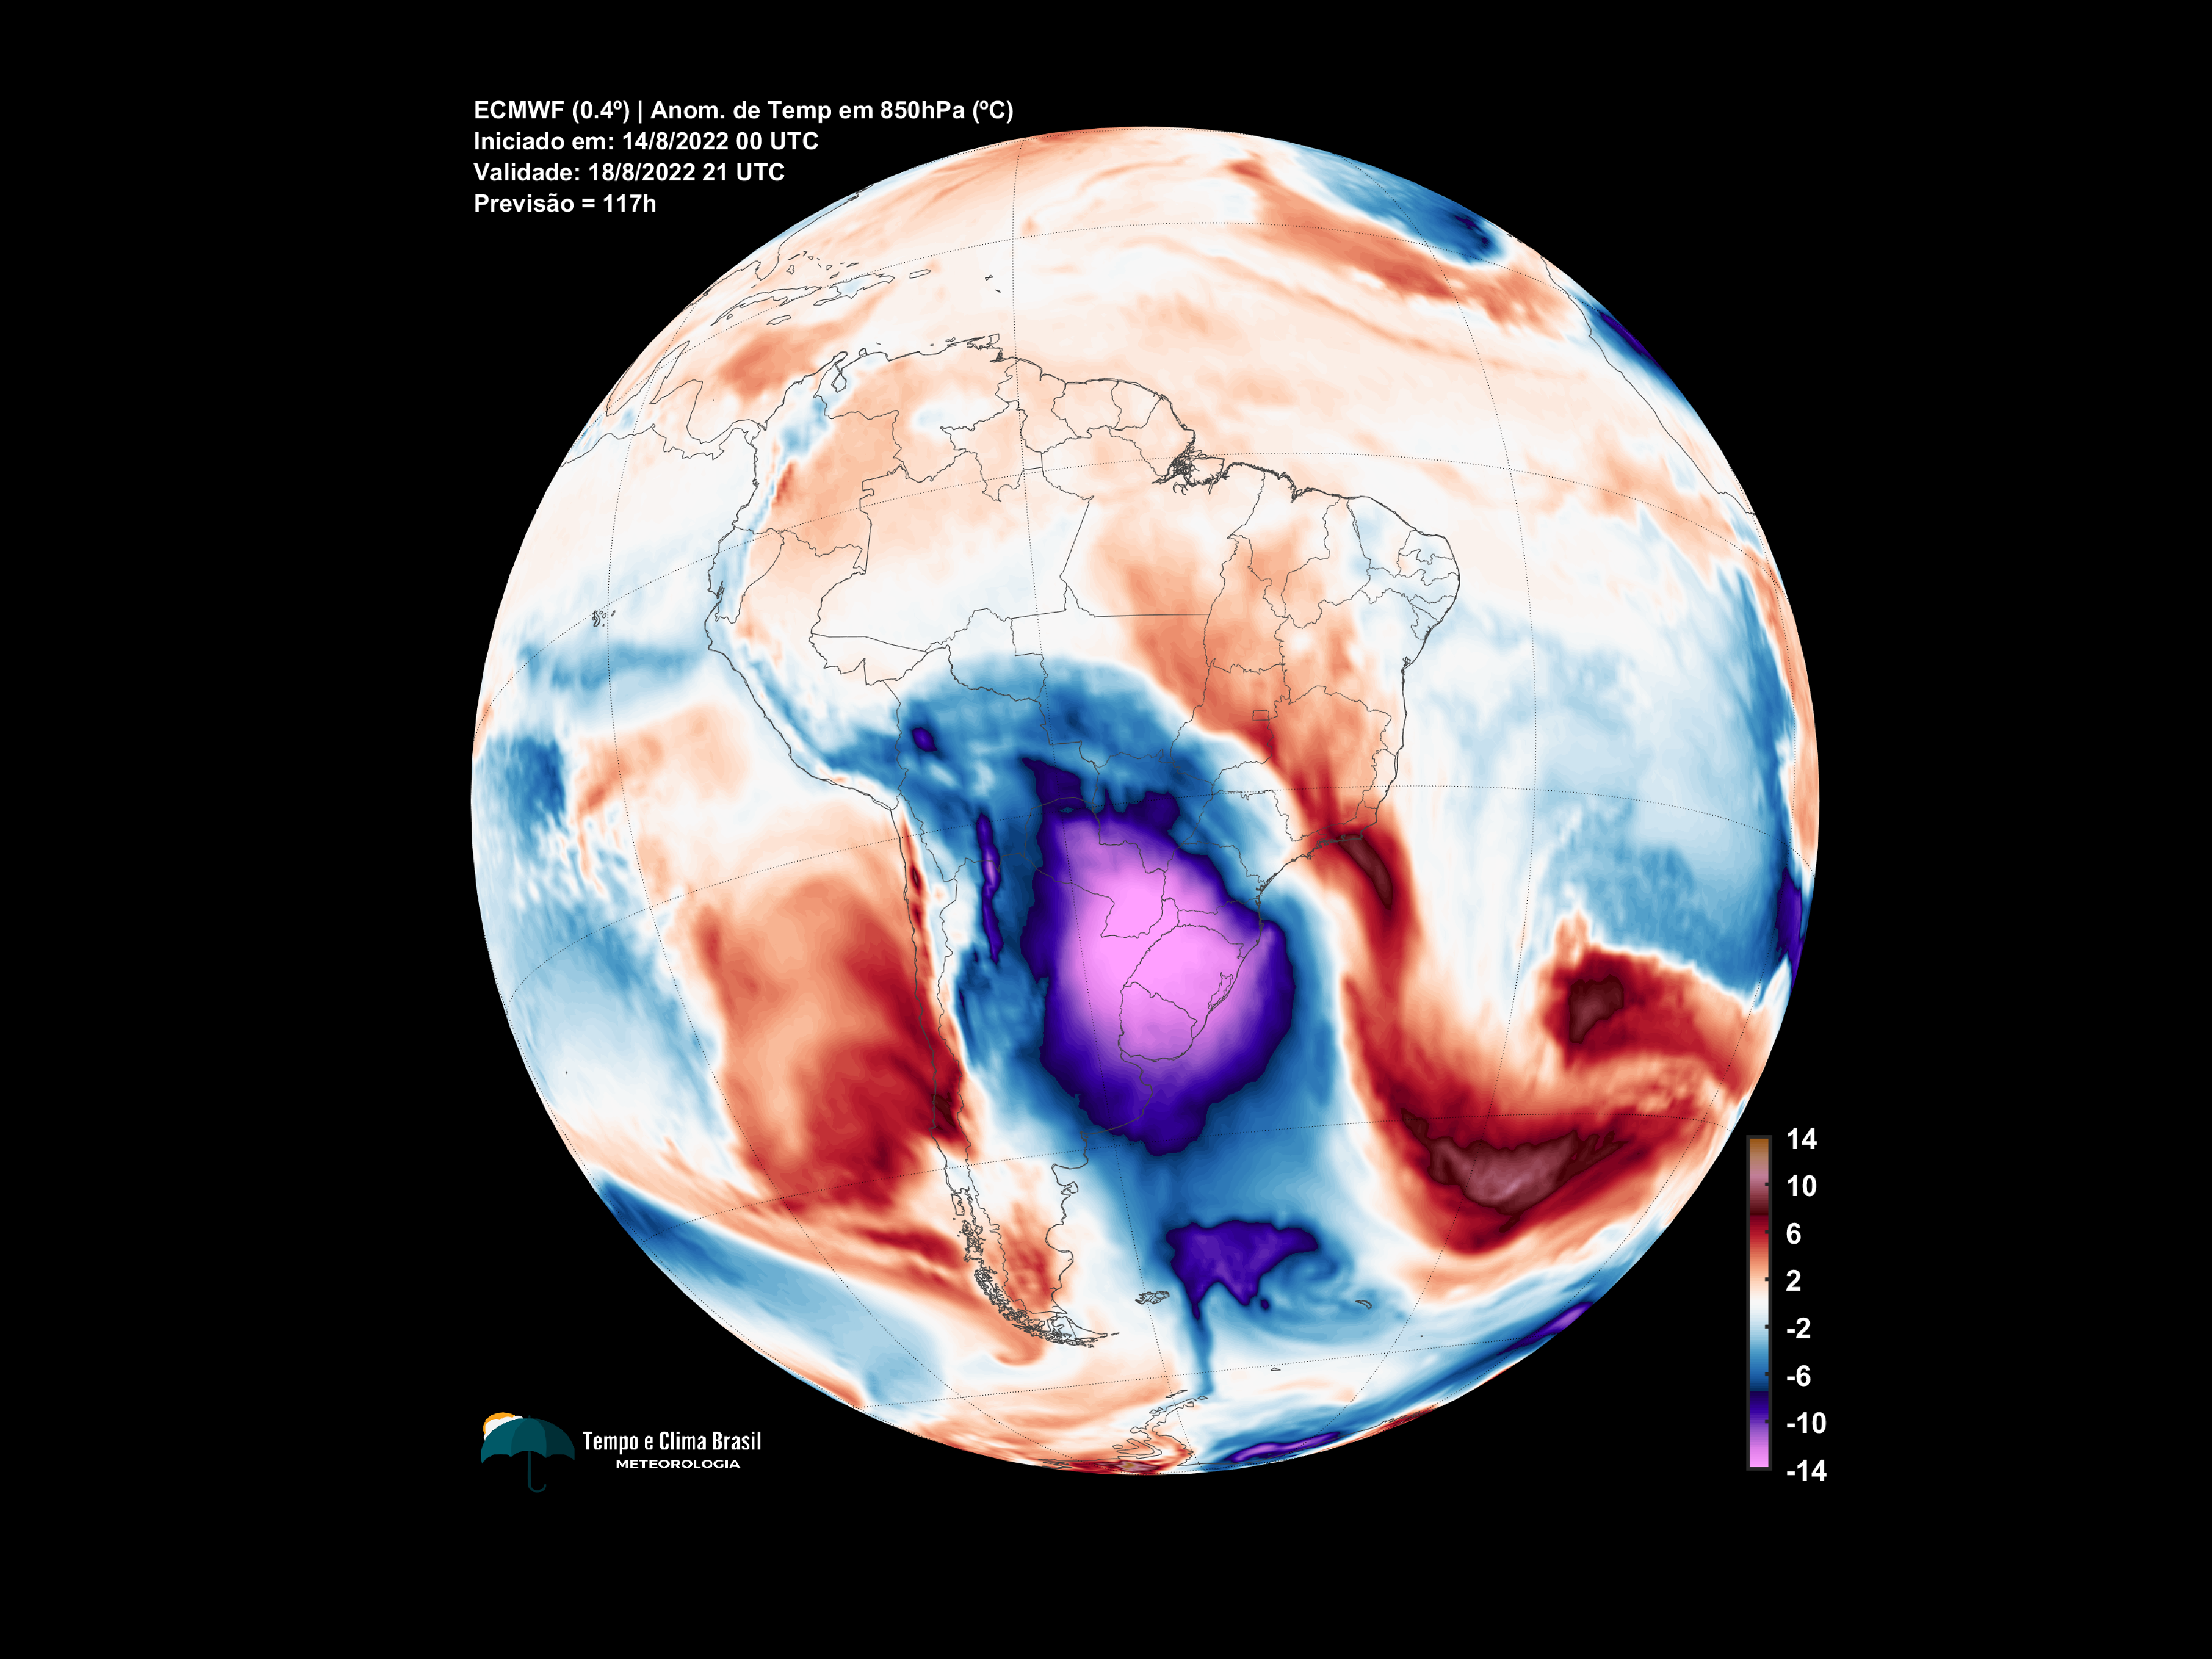 ECMWF (0.4º) | Anom. de Temp em 850hPa (ºC)
Iniciado em: 14/8/2022 00 UTC
Validade: 18/8/2022 21 UTC
Previsão = 117h
14
10
6
2
-2
-6
-10
-14
Tempo e Clima Brasil
METEOROLOGIA